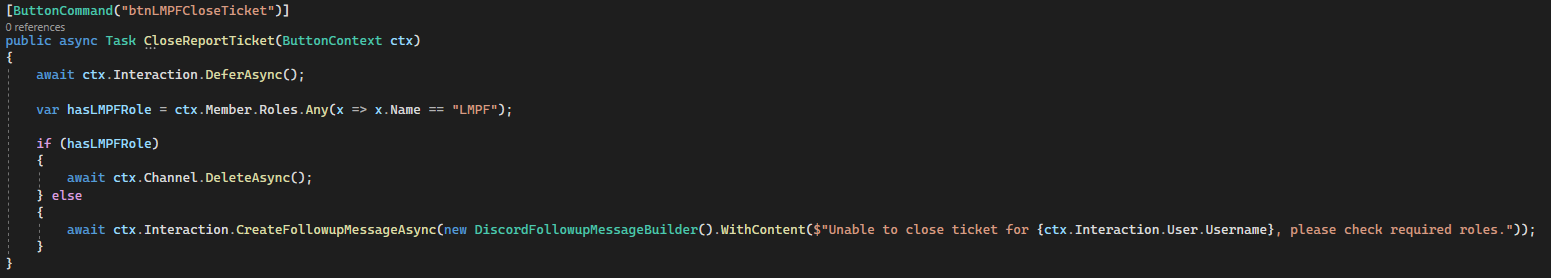 [ButtonCommand("btnLMPFCloseTicket")]
0 references
public async Task CloseReportTicket(ButtonContext ctx)
{
await ctx.Interaction.DeferAsync();
var hasLMPFRole = ctx.Member.Roles.Any(x => x.Name == "LMPF");
if (hasLMPFRole)
{
await ctx.Channel.DeleteAsync();
} else
{
await ctx.Interaction.CreateFollowupMessageAsync(new DiscordFollowupMessageBuilder().WithContent($"Unable to close ticket for {ctx.Interaction.User.Username}, please check required roles."));
}
}